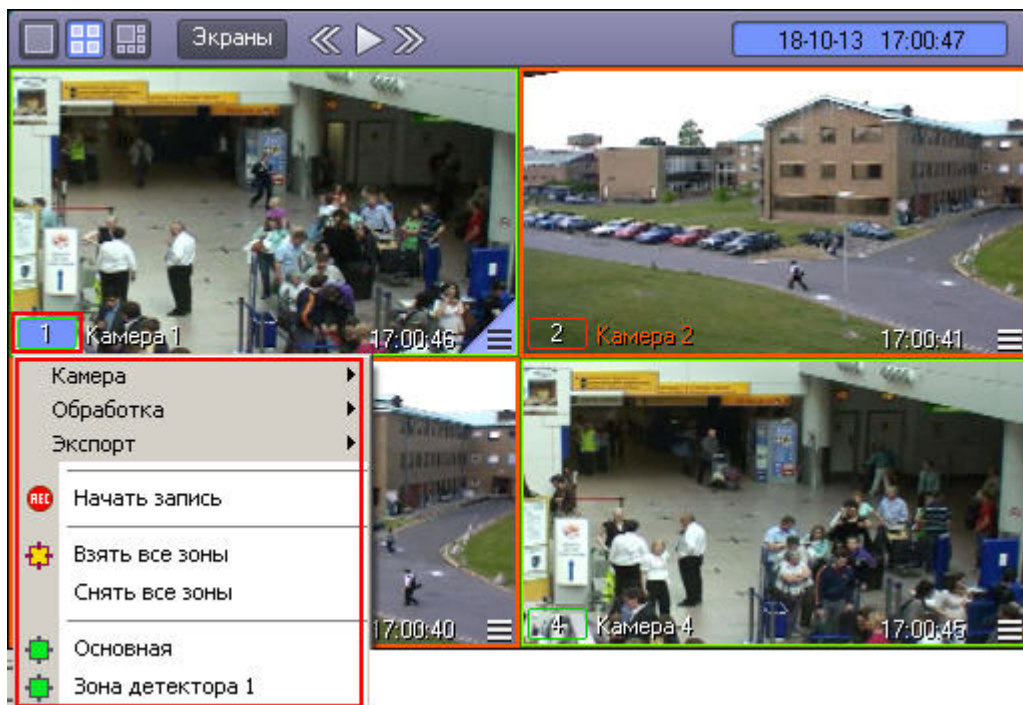 Экраны
18-10-13 17:00:47
1 Камера 1 17:00:46
2 Камера 2 17:00:41
Камера
Обработка
Экспорт
REC Начать запись
Взять все зоны
Снять все зоны
Основная
Зона детектора 1
17:00:40
4 Камера 4 17:00:45